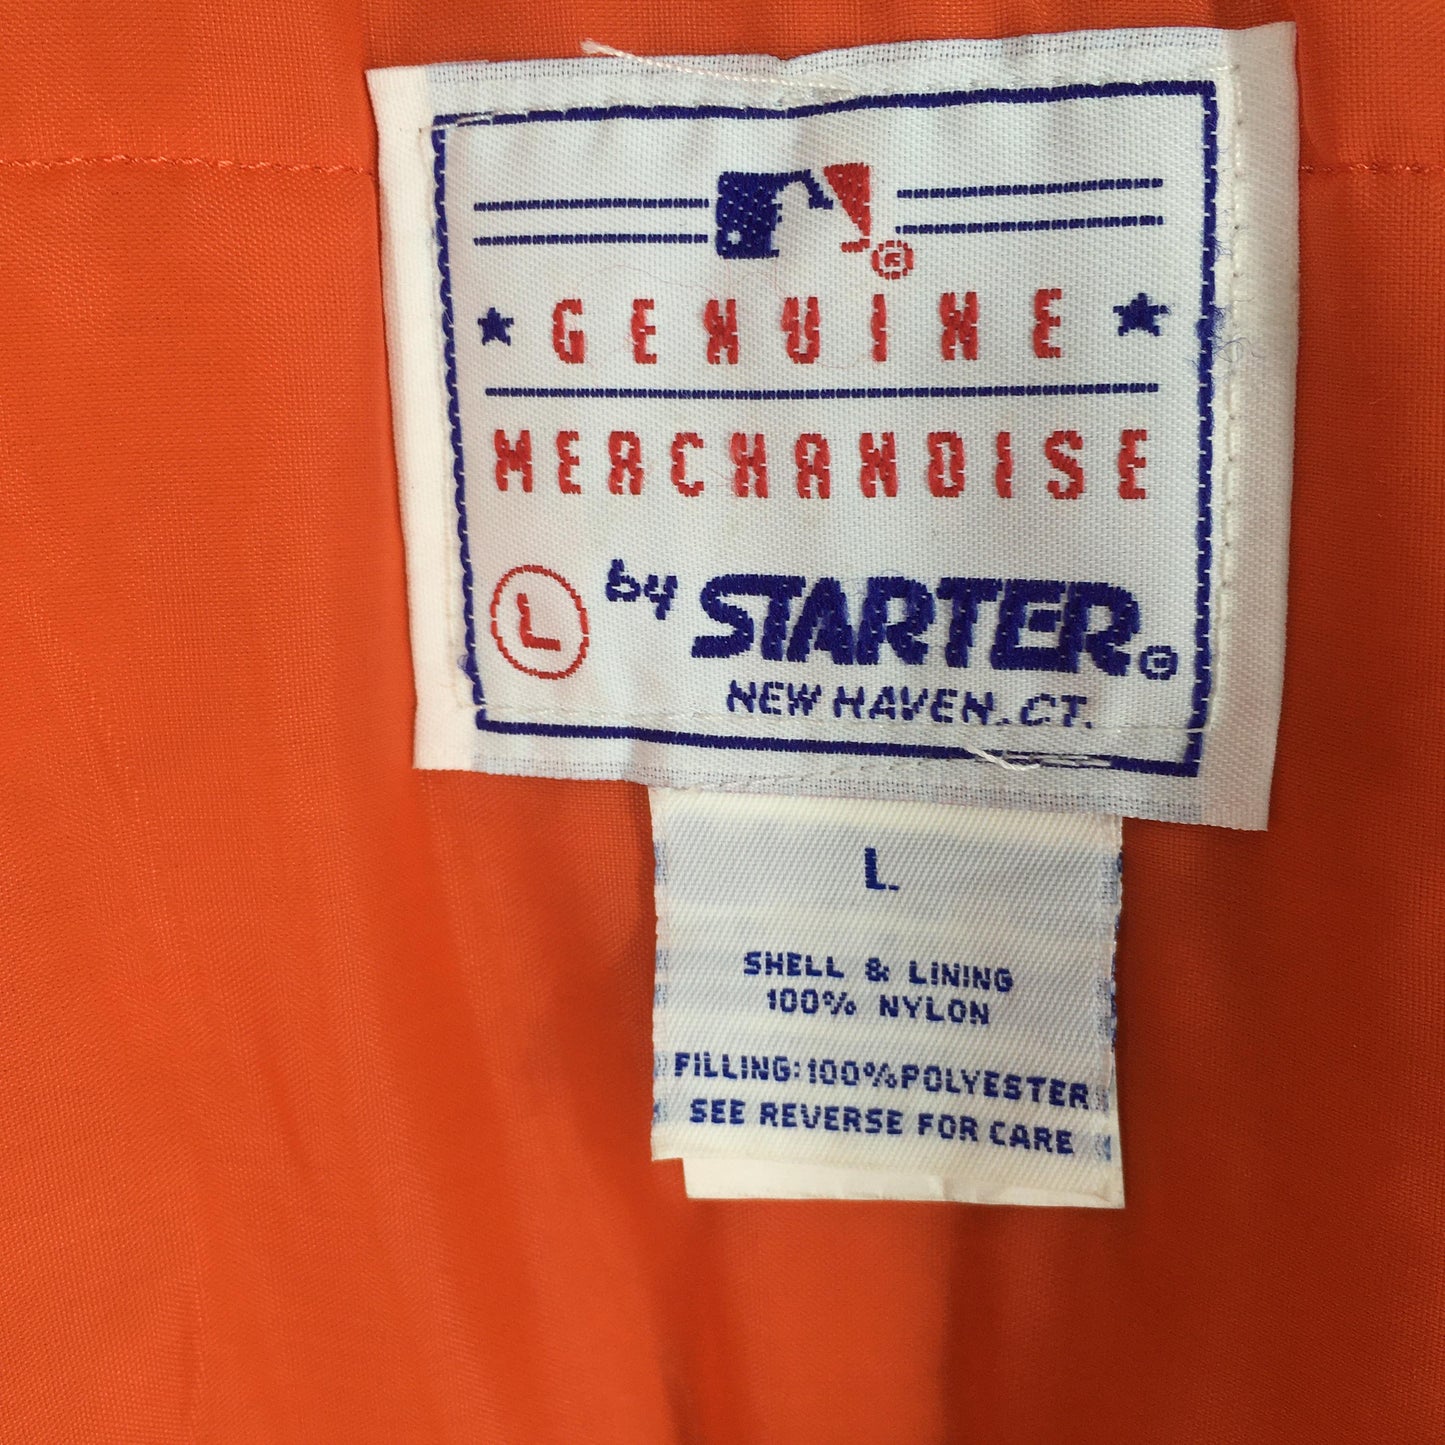 ®
GENUINE
MERCHANDISE
L by STARTER®
NEW HAVEN, CT.
L
SHELL & LINING
100% NYLON
FILLING: 100% POLYESTER
SEE REVERSE FOR CARE